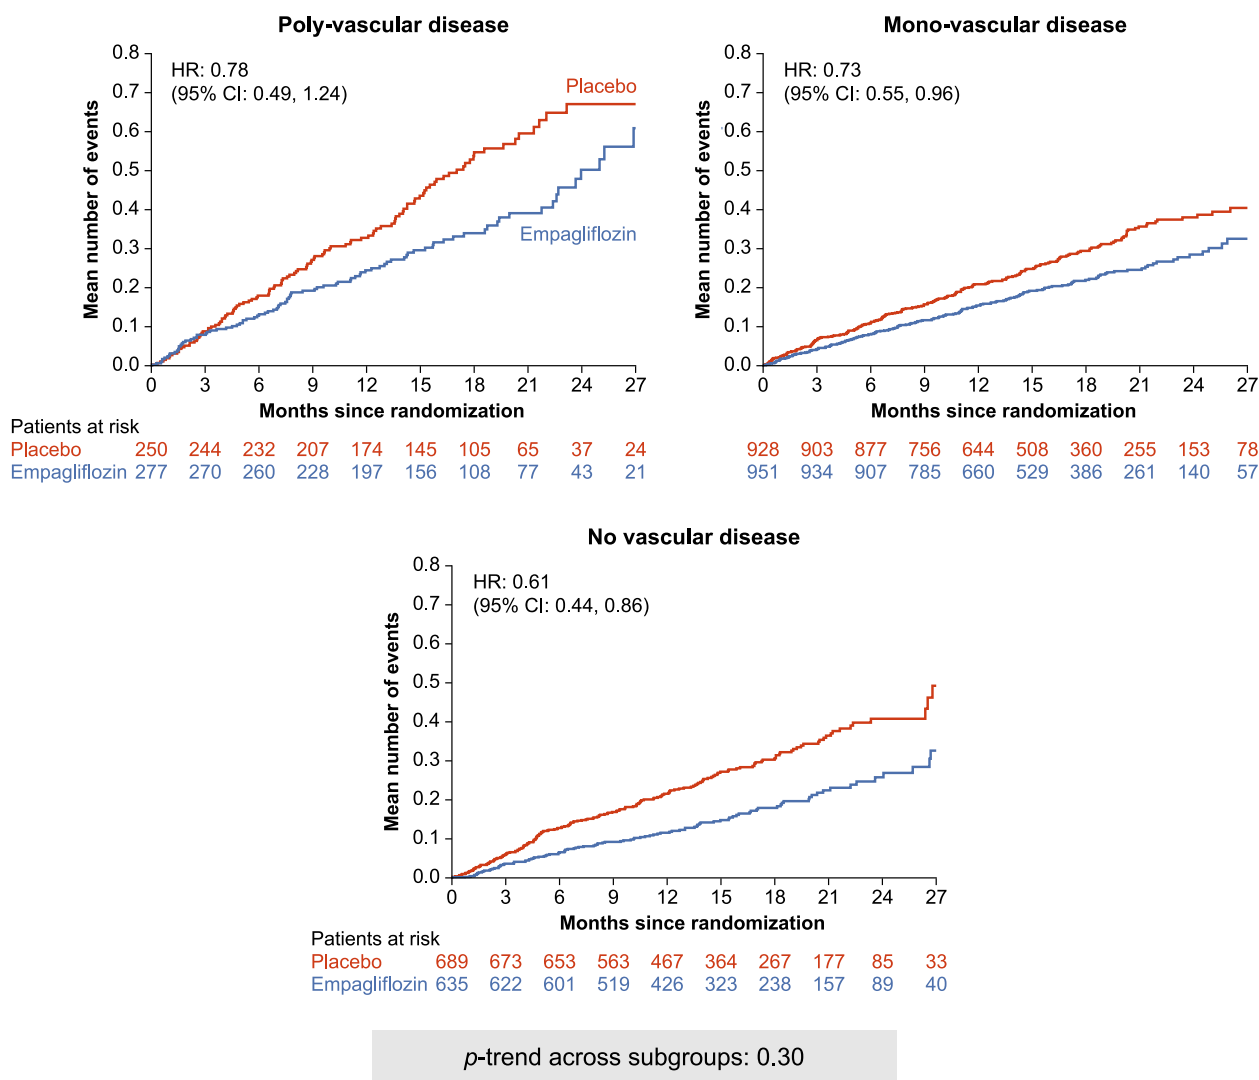 Poly-vascular disease
Mean number of events
0.8
0.7
0.6
0.5
0.4
0.3
0.2
0.1
0.0
HR: 0.78
(95% CI: 0.49, 1.24)
Placebo
Empagliflozin
0 3 6 9 12 15 18 21 24 27
Months since randomization
Patients at risk
Placebo 250 244 232 207 174 145 105 65 37 24
Empagliflozin 277 270 260 228 197 156 108 77 43 21
Mono-vascular disease
Mean number of events
0.8
0.7
0.6
0.5
0.4
0.3
0.2
0.1
0.0
HR: 0.73
(95% CI: 0.55, 0.96)
0 3 6 9 12 15 18 21 24 27
Months since randomization
928 903 877 756 644 508 360 255 153 78
951 934 907 785 660 529 386 261 140 57
No vascular disease
Mean number of events
0.8
0.7
0.6
0.5
0.4
0.3
0.2
0.1
0.0
HR: 0.61
(95% CI: 0.44, 0.86)
0 3 6 9 12 15 18 21 24 27
Months since randomization
Patients at risk
Placebo 689 673 653 563 467 364 267 177 85 33
Empagliflozin 635 622 601 519 426 323 238 157 89 40
p-trend across subgroups: 0.30